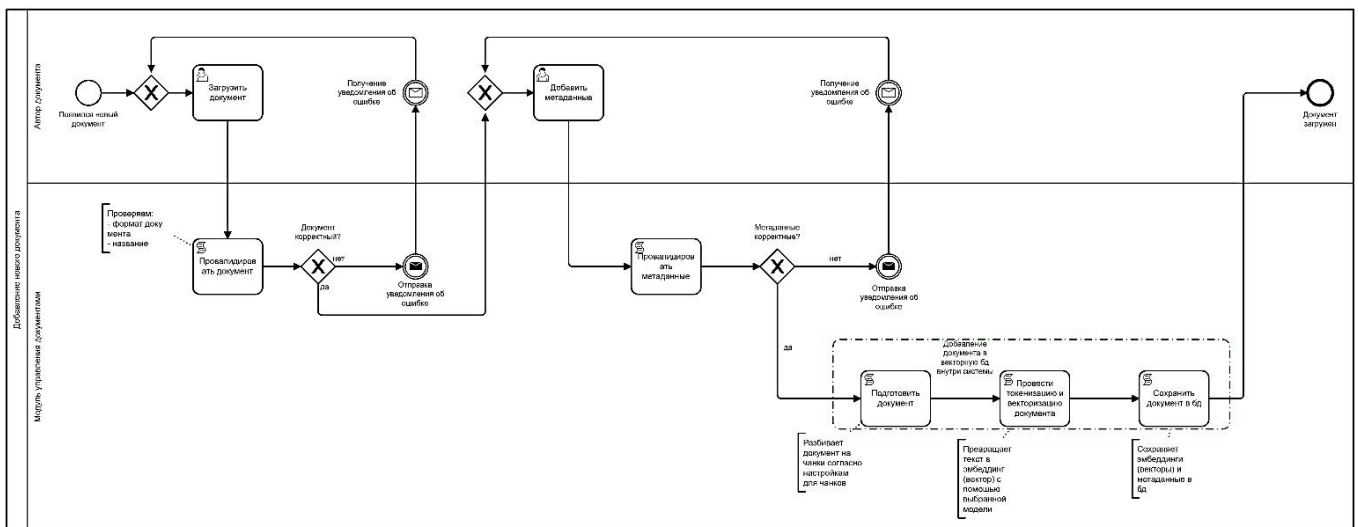 Добавление нового документа
Автор документа
Появился новый
документ
Загрузить
документ
Получение
уведомления об
ошибке
Добавить
метаданные
Получение
уведомления об
ошибке
Документ
загружен
Модуль управления документами
Проверяем:
- формат доку
мента
- название
Провалидиров
ать документ
Документ
корректный?
нет
да
Отправка
уведомления об
ошибке
Провалидиров
ать
метаданные
Метаданные
корректные?
нет
да
Отправка
уведомления об
ошибке
Добавление
документа в
векторную бд
внутри системы
Подготовить
документ
Провести
токенизацию и
векторизацию
документа
Сохранить
документ в бд
Разбивает
документ на
чанки согласно
настройкам
для чанков
Превращает
текст в
эмбеддинг
(вектор) с
помощью
выбранной
модели
Сохраняет
эмбеддинги
(векторы) и
метаданные в
бд